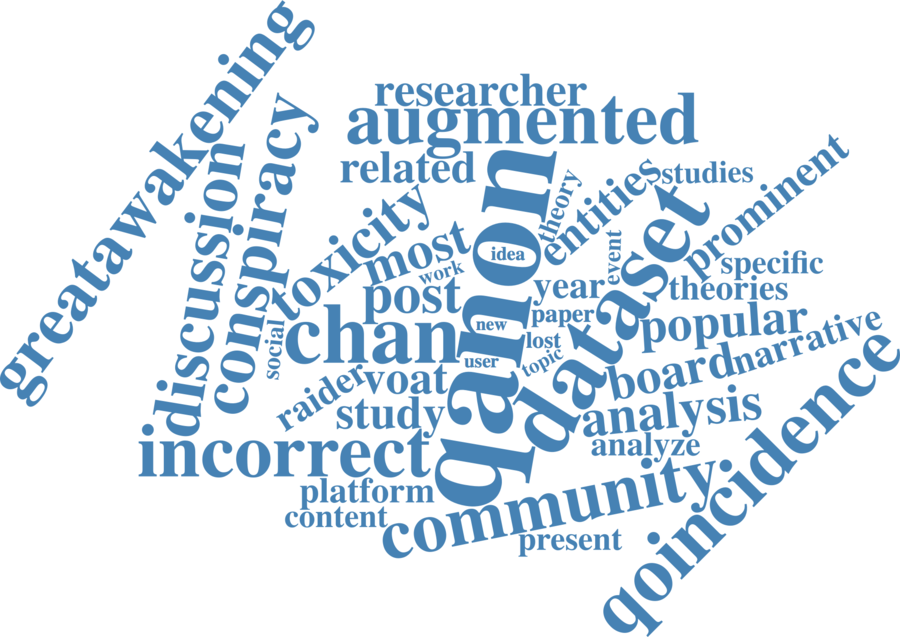 greatawakening
researcher
augmented
discussion
conspiracy
related
toxicity
most
work
qanon
idea
theory
entities
studies
prominent
event
dataset
specific
theories
year
post
chan
new
paper
popular
narrative
social
lost
user
topic
raider
voat
board
study
analysis
analyze
incorrect
qoincidence
platform
content
community
present